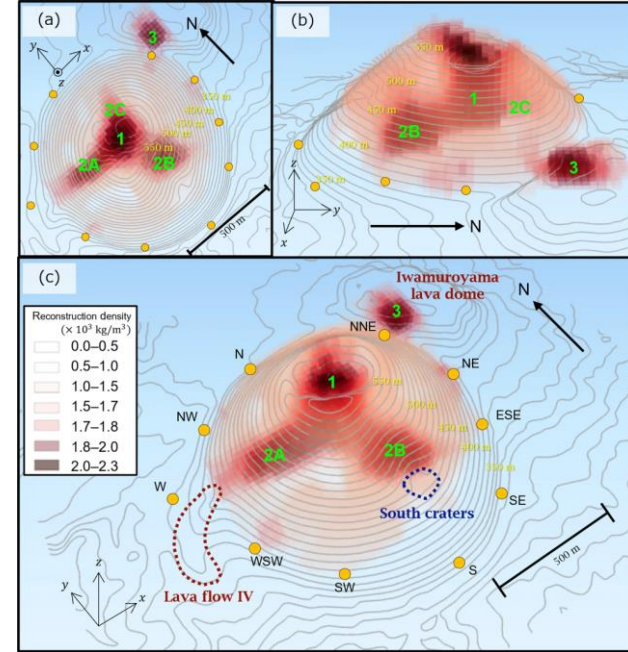 (a)
N
3
y
x
z
450 m
400 m
450 m
500 m
550 m
2C
1
2A
2B
500 m
(b)
550 m
500 m
450 m
400 m
350 m
1
2B
2C
3
z
y
x
N
(c)
Iwamuroyama
lava dome
N
3
NNE
N
NE
1
550 m
500 m
450 m
400 m
350 m
NW
ESE
2A
2B
W
SE
South craters
WSW
SW
S
Lava flow IV
500 m
z
y
x
Reconstruction density
(× 10³ kg/m³)
0.0–0.5
0.5–1.0
1.0–1.5
1.5–1.7
1.7–1.8
1.8–2.0
2.0–2.3